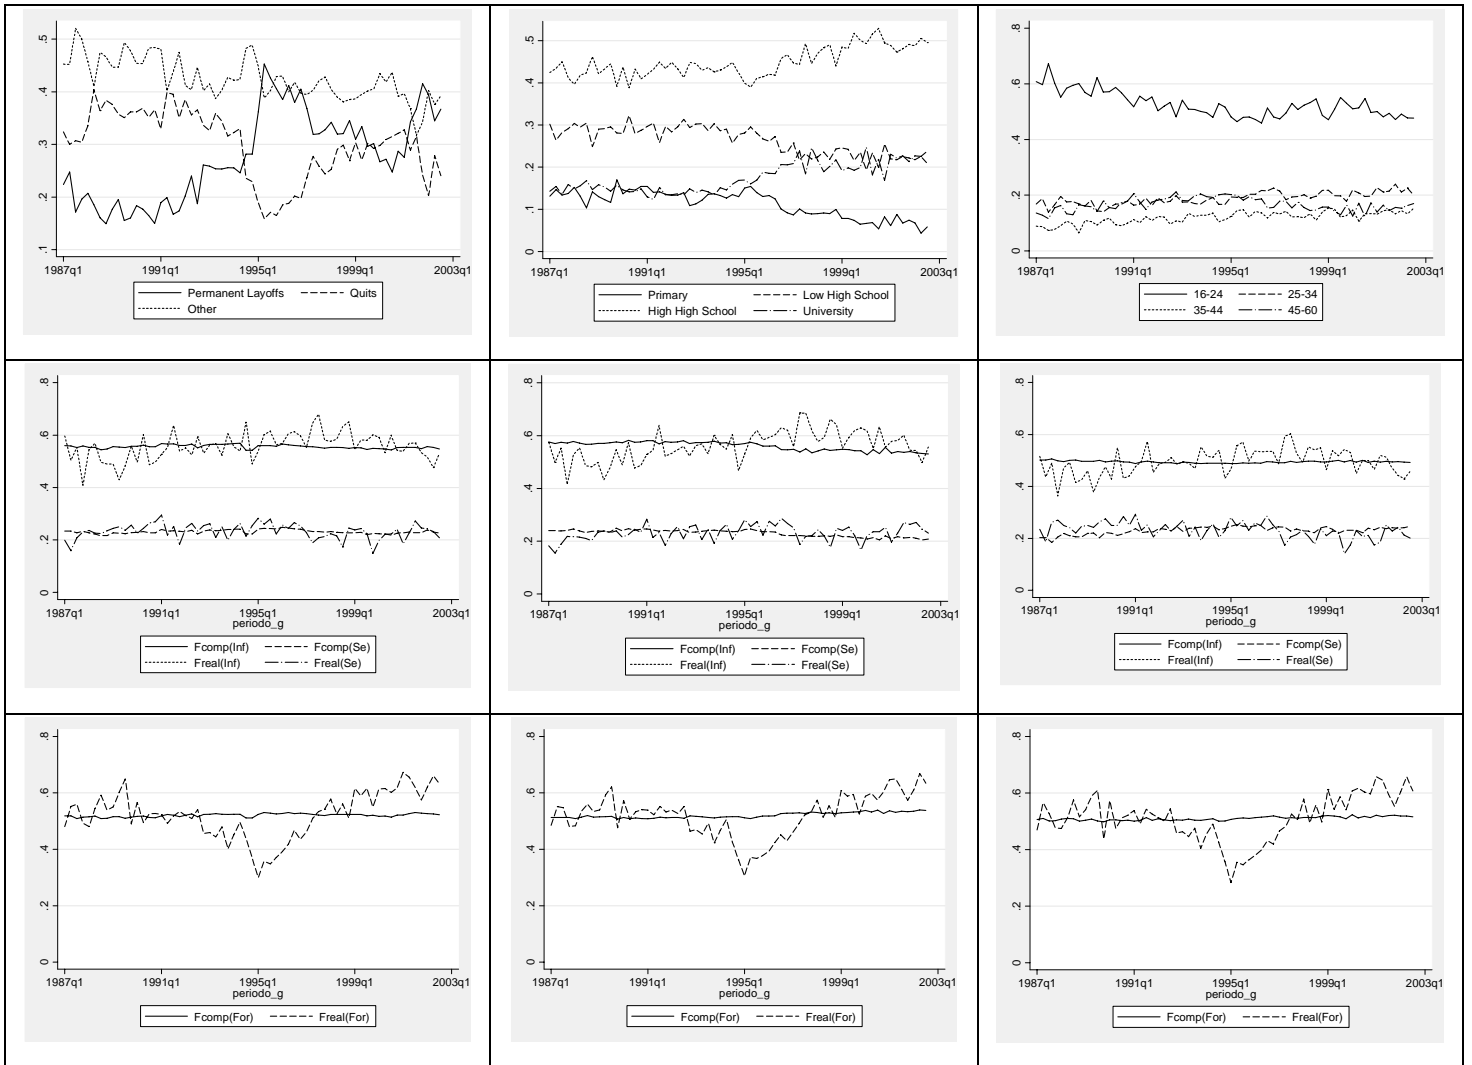 .5
.4
.3
.2
.1
1987q1 1991q1 1995q1 1999q1 2003q1
Permanent Layoffs Quits
Other
.5
.4
.3
.2
.1
0
1987q1 1991q1 1995q1 1999q1 2003q1
Primary Low High School
High High School University
.8
.6
.4
.2
0
1987q1 1991q1 1995q1 1999q1 2003q1
16-24 25-34
35-44 45-60
.8
.6
.4
.2
0
1987q1 1991q1 1995q1 1999q1 2003q1
periodo_g
Fcomp(Inf) Fcomp(Se)
Freal(Inf) Freal(Se)
.8
.6
.4
.2
0
1987q1 1991q1 1995q1 1999q1 2003q1
periodo_g
Fcomp(Inf) Fcomp(Se)
Freal(Inf) Freal(Se)
.8
.6
.4
.2
0
1987q1 1991q1 1995q1 1999q1 2003q1
periodo_g
Fcomp(Inf) Fcomp(Se)
Freal(Inf) Freal(Se)
.8
.6
.4
.2
0
1987q1 1991q1 1995q1 1999q1 2003q1
periodo_g
Fcomp(For) Freal(For)
.8
.6
.4
.2
0
1987q1 1991q1 1995q1 1999q1 2003q1
periodo_g
Fcomp(For) Freal(For)
.8
.6
.4
.2
0
1987q1 1991q1 1995q1 1999q1 2003q1
periodo_g
Fcomp(For) Freal(For)